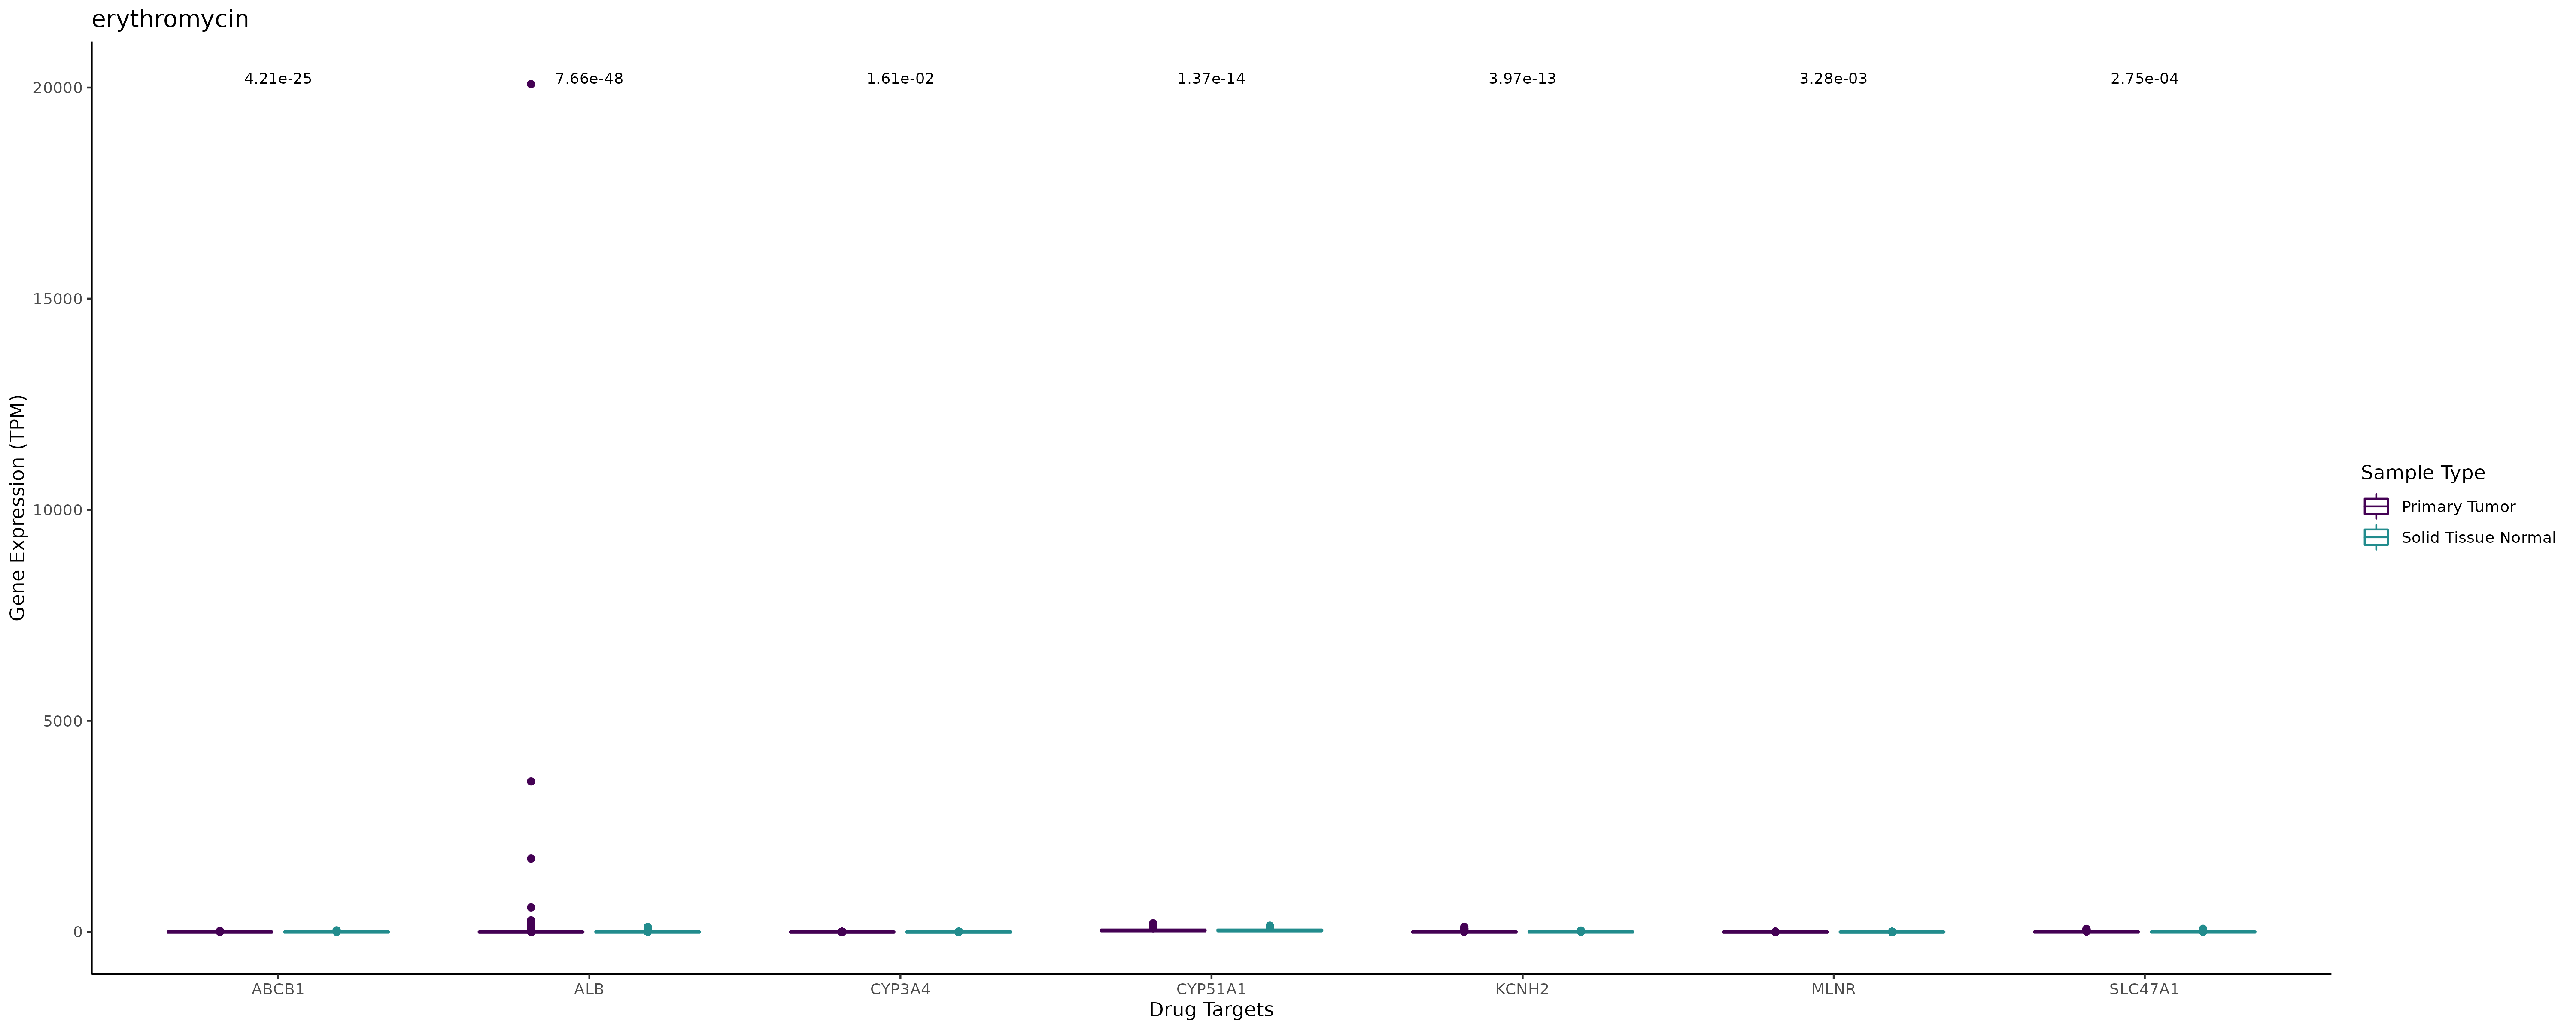 erythromycin
4.21e-25 7.66e-48 1.61e-02 1.37e-14 3.97e-13 3.28e-03 2.75e-04
20000
15000
10000
5000
0
Gene Expression (TPM)
ABCB1 ALB CYP3A4 CYP51A1 KCNH2 MLNR SLC47A1
Drug Targets
Sample Type
Primary Tumor
Solid Tissue Normal